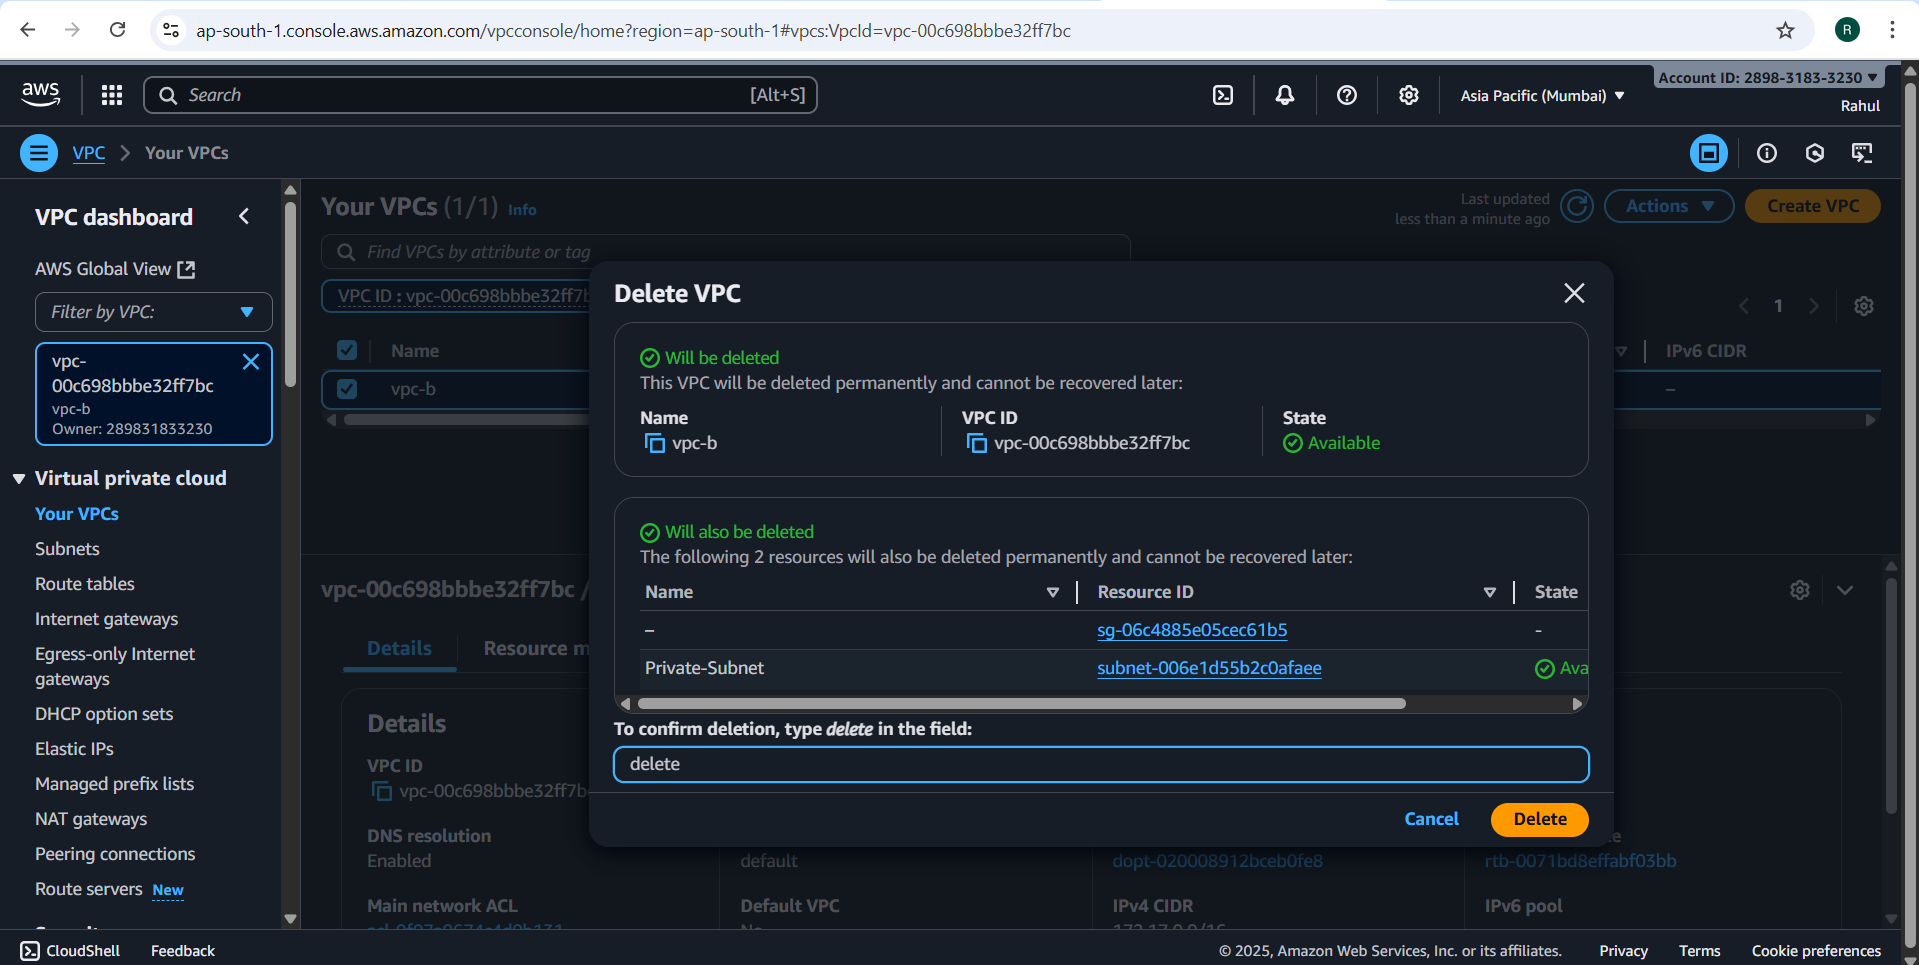 ap-south-1.console.aws.amazon.com/vpcconsole/home?region=ap-south-1#vpcs:VpcId=vpc-00c698bbbe32ff7bc
R
aws
Search
[Alt+S]
Asia Pacific (Mumbai)
Account ID: 2898-3183-3230
Rahul
VPC
Your VPCs
VPC dashboard
AWS Global View
Filter by VPC:
vpc-
00c698bbbe32ff7bc
vpc-b
Owner: 289831833230
Virtual private cloud
Your VPCs
Subnets
Route tables
Internet gateways
Egress-only Internet
gateways
DHCP option sets
Elastic IPs
Managed prefix lists
NAT gateways
Peering connections
Route servers New
Your VPCs (1/1) Info
Last updated
less than a minute ago
Actions
Create VPC
Find VPCs by attribute or tag
VPC ID : vpc-00c698bbbe32ff7b
1
Name
IPv6 CIDR
vpc-b
–
Delete VPC
Will be deleted
This VPC will be deleted permanently and cannot be recovered later:
Name
VPC ID
State
vpc-b
vpc-00c698bbbe32ff7bc
Available
Will also be deleted
The following 2 resources will also be deleted permanently and cannot be recovered later:
Name
Resource ID
State
–
sg-06c4885e05cec61b5
-
Private-Subnet
subnet-006e1d55b2c0afaee
Ava
To confirm deletion, type delete in the field:
delete
Cancel
Delete
vpc-00c698bbbe32ff7bc /
Details
Resource m
Details
VPC ID
vpc-00c698bbbe32ff7b
DNS resolution
Enabled
default
dopt-020008912bceb0fe8
rtb-0071bd8effabf03bb
Main network ACL
Default VPC
No
IPv4 CIDR
172.17.0.0/16
IPv6 pool
CloudShell
Feedback
© 2025, Amazon Web Services, Inc. or its affiliates.
Privacy
Terms
Cookie preferences